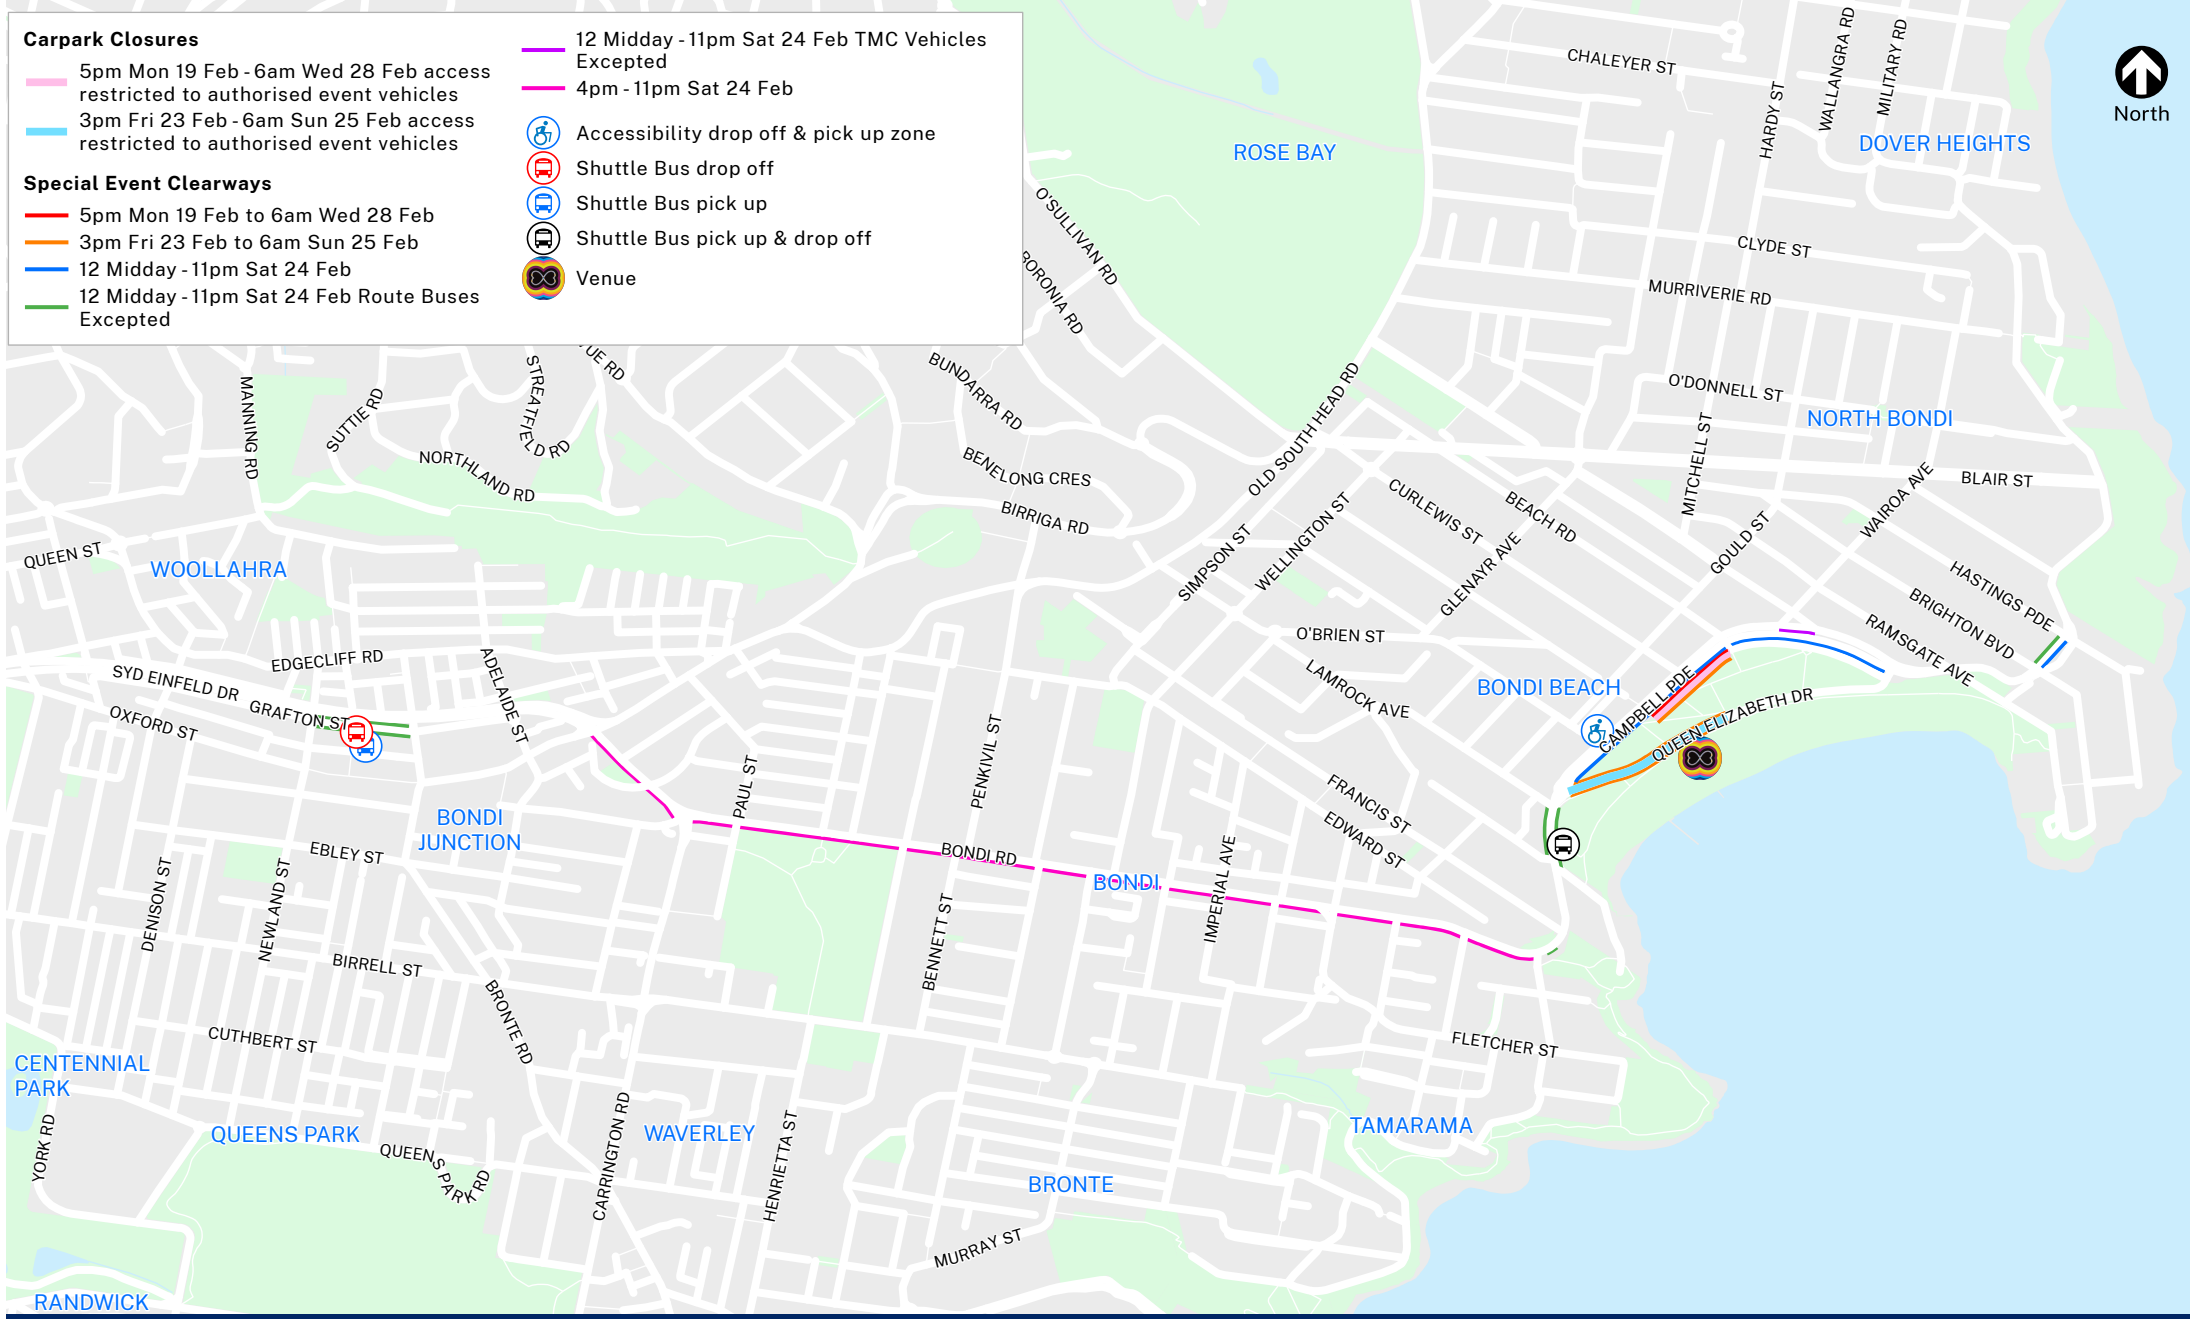 Carpark Closures
5pm Mon 19 Feb - 6am Wed 28 Feb access
restricted to authorised event vehicles
3pm Fri 23 Feb - 6am Sun 25 Feb access
restricted to authorised event vehicles
Special Event Clearways
5pm Mon 19 Feb to 6am Wed 28 Feb
3pm Fri 23 Feb to 6am Sun 25 Feb
12 Midday - 11pm Sat 24 Feb
12 Midday - 11pm Sat 24 Feb Route Buses
Excepted
12 Midday - 11pm Sat 24 Feb TMC Vehicles
Excepted
4pm - 11pm Sat 24 Feb
Accessibility drop off & pick up zone
Shuttle Bus drop off
Shuttle Bus pick up
Shuttle Bus pick up & drop off
Venue
North
CHALEYER ST
HARDY ST
WALLANGRA RD
MILITARY RD
DOVER HEIGHTS
ROSE BAY
O'SULLIVAN RD
BORONIA RD
CLYDE ST
MURRIVERIE RD
MANNING RD
SUTTIE RD
STREATFIELD RD
UE RD
NORTHLAND RD
BUNDARRA RD
BENELONG CRES
BIRRIGA RD
OLD SOUTH HEAD RD
O'DONNELL ST
NORTH BONDI
MITCHELL ST
BLAIR ST
WAIROA AVE
CURLEWIS ST
BEACH RD
GOULD ST
WELLINGTON ST
SIMPSON ST
GLENAYR AVE
QUEEN ST
WOOLLAHRA
HASTINGS PDE
BRIGHTON BVD
RAMSGATE AVE
O'BRIEN ST
LAMROCK AVE
BONDI BEACH
CAMPBELL PDE
QUEEN ELIZABETH DR
EDGECLIFF RD
SYD EINFELD DR
GRAFTON ST
OXFORD ST
ADELAIDE ST
PAUL ST
PENKIVIL ST
FRANCIS ST
EDWARD ST
BONDI
JUNCTION
EBLEY ST
BONDI RD
BONDI
IMPERIAL AVE
DENISON ST
NEWLAND ST
BENNETT ST
BIRRELL ST
BRONTE RD
CUTHBERT ST
FLETCHER ST
CENTENNIAL
PARK
YORK RD
QUEENS PARK
QUEENS PARK RD
CARRINGTON RD
WAVERLEY
HENRIETTA ST
TAMARAMA
BRONTE
MURRAY ST
RANDWICK